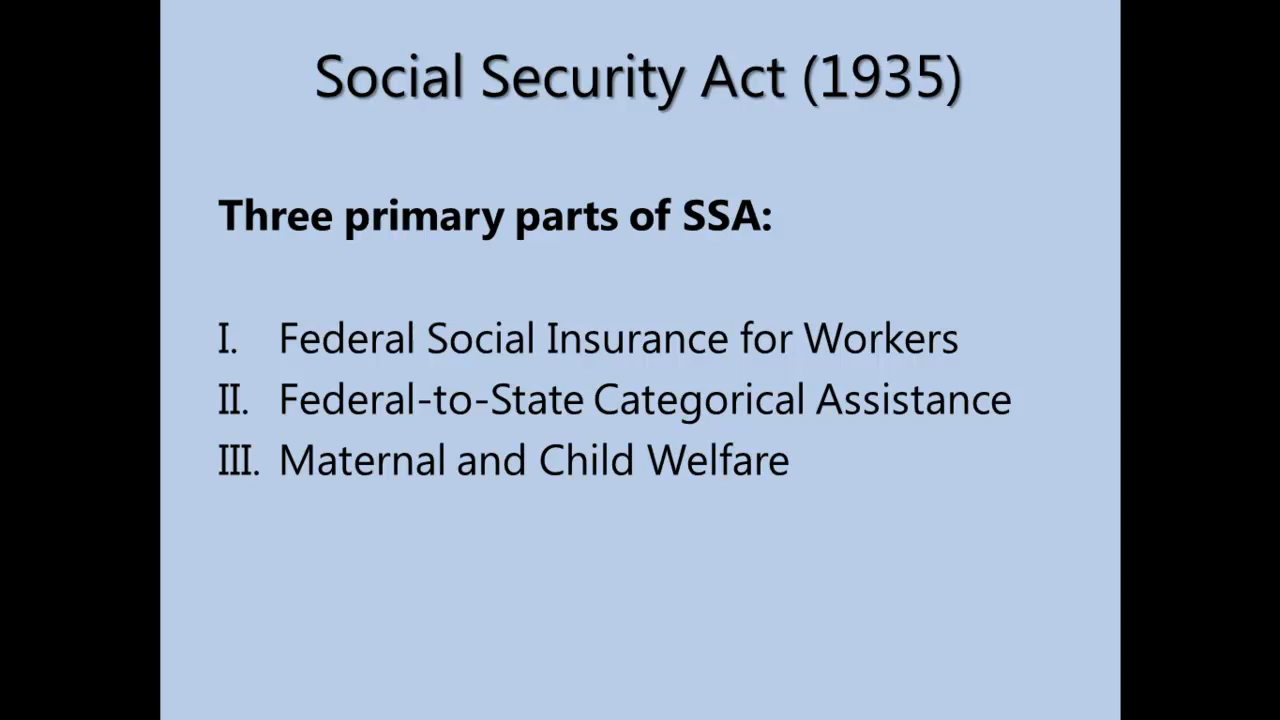 Social Security Act (1935)
Three primary parts of SSA:
I. Federal Social Insurance for Workers
II. Federal-to-State Categorical Assistance
III. Maternal and Child Welfare